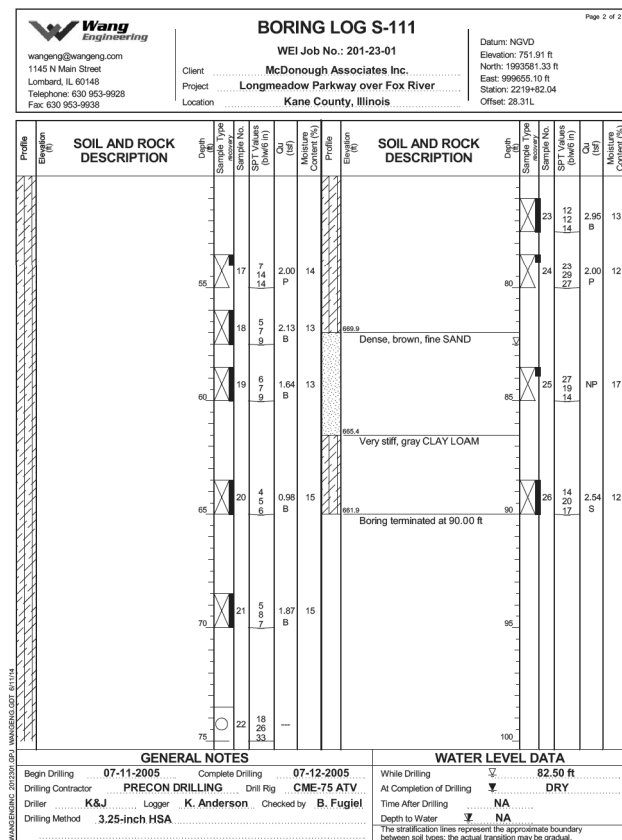 Page 2 of 2
Wang
Engineering
wangeng@wangeng.com
1145 N Main Street
Lombard, IL 60148
Telephone: 630 953-9928
Fax: 630 953-9938
BORING LOG S-111
WEI Job No.: 201-23-01
Client McDonough Associates Inc.
Project Longmeadow Parkway over Fox River
Location Kane County, Illinois
Datum: NGVD
Elevation: 751.91 ft
North: 1993581.33 ft
East: 999655.10 ft
Station: 2219+82.04
Offset: 28.31L
Profile
Elevation (ft)
SOIL AND ROCK
DESCRIPTION
Depth (ft)
Sample Type
recovery
Sample No.
SPT Values (blw/6 in)
Qu (tsf)
Moisture Content (%)
55
17 7 14 14 2.00 P 14
18 5 7 9 2.13 B 13
60
19 6 7 9 1.64 B 13
65
20 4 5 6 0.98 B 15
70
21 5 8 7 1.87 B 15
75
22 18 26 33 ---
Profile
Elevation (ft)
SOIL AND ROCK
DESCRIPTION
Depth (ft)
Sample Type
recovery
Sample No.
SPT Values (blw/6 in)
Qu (tsf)
Moisture Content (%)
23 12 12 14 2.95 B 13
80
24 23 29 27 2.00 P 12
669.9
Dense, brown, fine SAND
85
25 27 19 14 NP 17
665.4
Very stiff, gray CLAY LOAM
90
26 14 20 17 2.54 S 12
661.9
Boring terminated at 90.00 ft
95
100
GENERAL NOTES
Begin Drilling 07-11-2005 Complete Drilling 07-12-2005
Drilling Contractor PRECON DRILLING Drill Rig CME-75 ATV
Driller K&J Logger K. Anderson Checked by B. Fugiel
Drilling Method 3.25-inch HSA
WATER LEVEL DATA
While Drilling 82.50 ft
At Completion of Drilling DRY
Time After Drilling NA
Depth to Water NA
The stratification lines represent the approximate boundary
between soil types; the actual transition may be gradual.
WANGENGINC 2012301.GPJ WANGENG.GDT 6/11/14